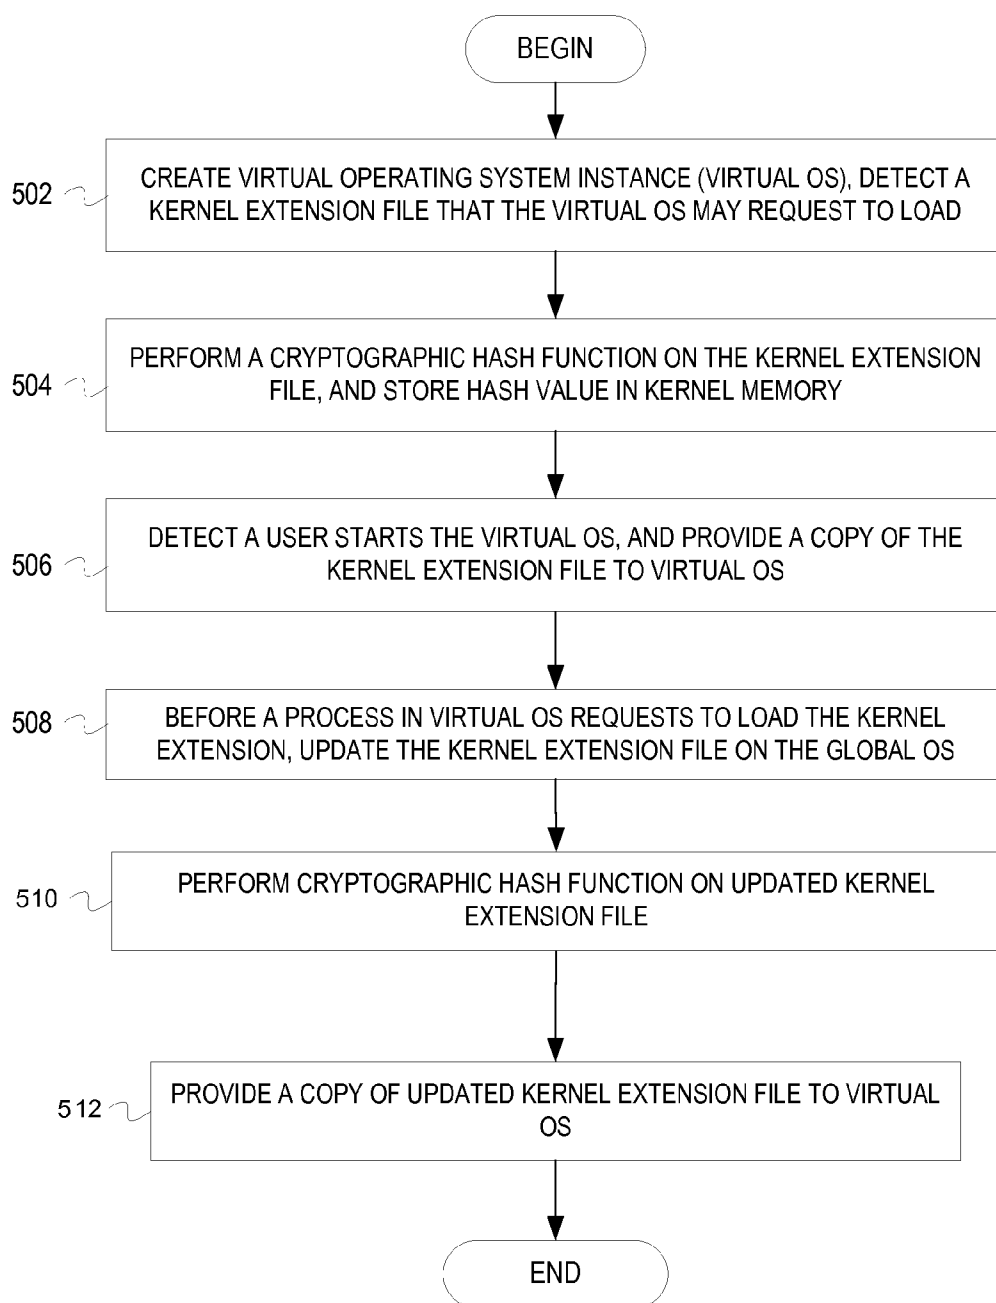 BEGIN
502
CREATE VIRTUAL OPERATING SYSTEM INSTANCE (VIRTUAL OS), DETECT A
KERNEL EXTENSION FILE THAT THE VIRTUAL OS MAY REQUEST TO LOAD
504
PERFORM A CRYPTOGRAPHIC HASH FUNCTION ON THE KERNEL EXTENSION
FILE, AND STORE HASH VALUE IN KERNEL MEMORY
506
DETECT A USER STARTS THE VIRTUAL OS, AND PROVIDE A COPY OF THE
KERNEL EXTENSION FILE TO VIRTUAL OS
508
BEFORE A PROCESS IN VIRTUAL OS REQUESTS TO LOAD THE KERNEL
EXTENSION, UPDATE THE KERNEL EXTENSION FILE ON THE GLOBAL OS.
510
PERFORM CRYPTOGRAPHIC HASH FUNCTION ON UPDATED KERNEL
EXTENSION FILE
512
PROVIDE A COPY OF UPDATED KERNEL EXTENSION FILE TO VIRTUAL
OS
END